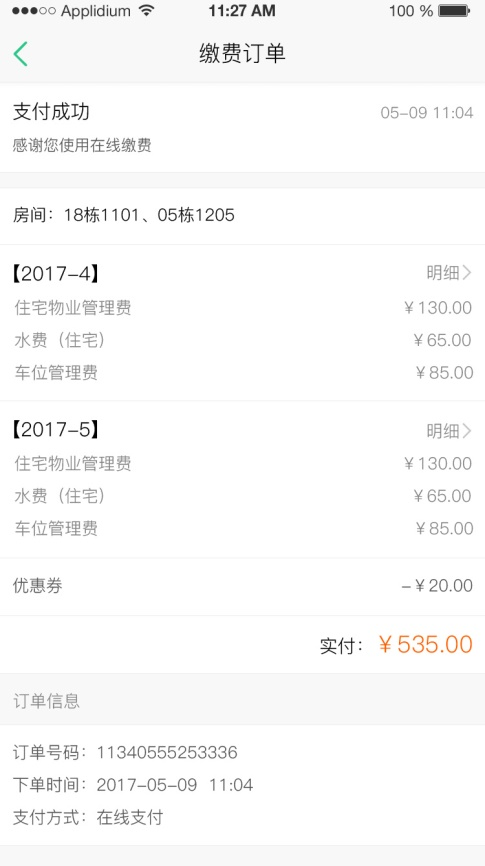 ●●●○○ Applidium 11:27 AM 100 %
缴费订单
支付成功 05-09 11:04
感谢您使用在线缴费
房间：18栋1101、05栋1205
【2017-4】 明细
住宅物业管理费 ￥130.00
水费（住宅） ￥65.00
车位管理费 ￥85.00
【2017-5】 明细
住宅物业管理费 ￥130.00
水费（住宅） ￥65.00
车位管理费 ￥85.00
优惠券 -￥20.00
实付： ￥535.00
订单信息
订单号码：11340555253336
下单时间：2017-05-09 11:04
支付方式：在线支付